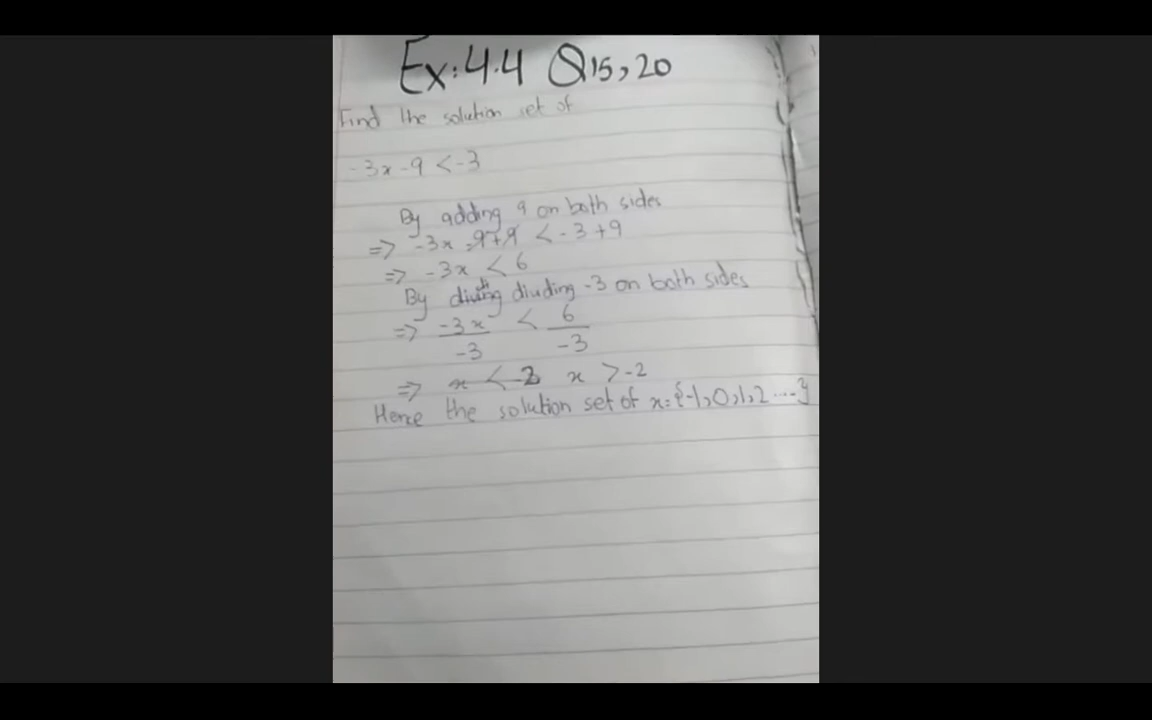 Ex: 4.4 Q15, 20
Find the solution set of
-3x -9 < -3
By adding 9 on both sides
=> -3x -9+9 < -3 +9
=> -3x < 6
By dividing -3 on both sides
=> -3x/-3 < 6/-3
=> x < -2 x > -2
Hence the solution set of x = {-1, 0, 1, 2 ....}